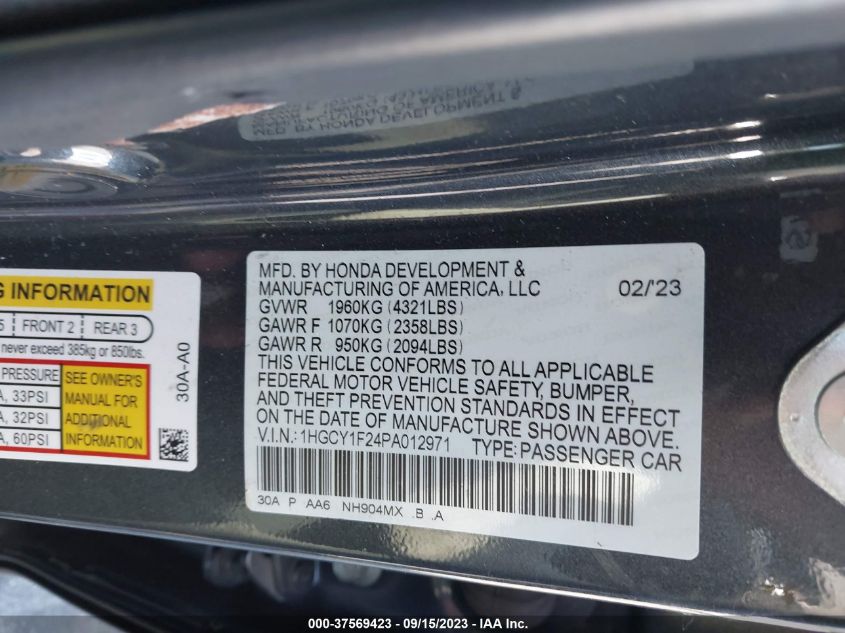 MFD. BY HONDA DEVELOPMENT &
MANUFACTURING OF AMERICA, LLC 02/'23
GVWR 1960KG (4321LBS)
GAWR F 1070KG (2358LBS)
GAWR R 950KG (2094LBS)
THIS VEHICLE CONFORMS TO ALL APPLICABLE
FEDERAL MOTOR VEHICLE SAFETY, BUMPER,
AND THEFT PREVENTION STANDARDS IN EFFECT
ON THE DATE OF MANUFACTURE SHOWN ABOVE.
V.I.N.: 1HGCY1F24PA012971 TYPE: PASSENGER CAR
30A P AA6 NH904MX .B .A
G INFORMATION
5 FRONT 2 REAR 3
never exceed 385kg or 850lbs.
PRESSURE SEE OWNER'S
A, 33PSI MANUAL FOR
A, 32PSI ADDITIONAL
A, 60PSI INFORMATION
30A-A0
000-37569423 - 09/15/2023 - IAA Inc.